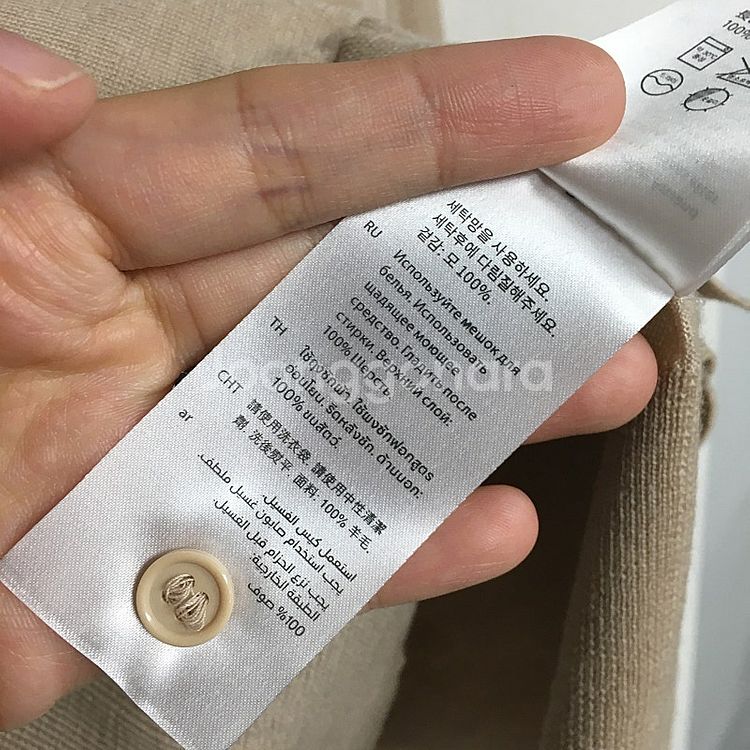 100%
세탁망을 사용하세요.
세탁후에 다림질해주세요.
겉감: 모 100%.
RU
Используйте мешок для
белья. Использовать
щадящее моющее
средство. Гладить после
стирки. Верхний слой:
100% Шерсть
TH
ใช้ถุงซักผ้า ใช้ผงซักฟอกสูตร
อ่อนโยน รีดหลังซัก. ด้านนอก:
100% ขนสัตว์.
CHT
請使用洗衣袋. 請使用中性清潔
劑, 洗後熨平. 面料: 100% 羊毛.
ar
استعمل كيس الغسيل.
يجب استخدام صابون غسيل ملطف.
يجب نزع الحزام قبل الغسيل.
الطبقة الخارجية:
100% صوف